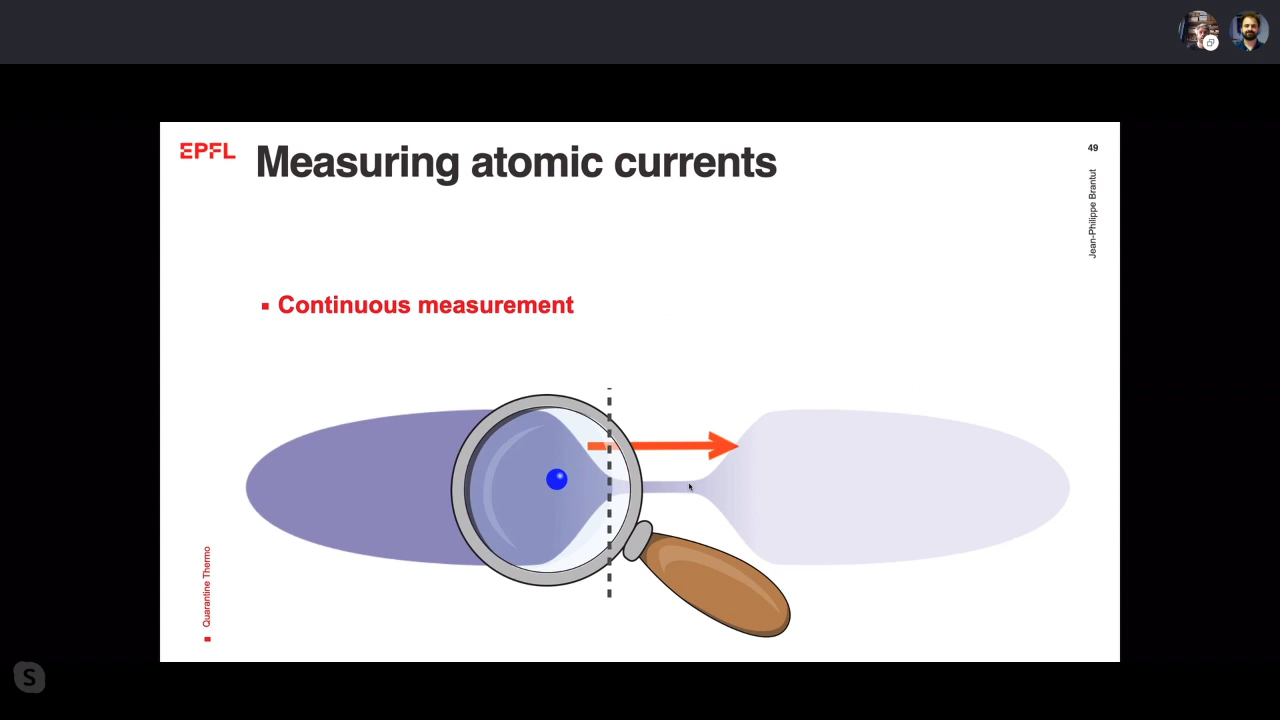 EPFL
Measuring atomic currents
49
Jean-Philippe Brantut
Continuous measurement
Quarantine Thermo
S